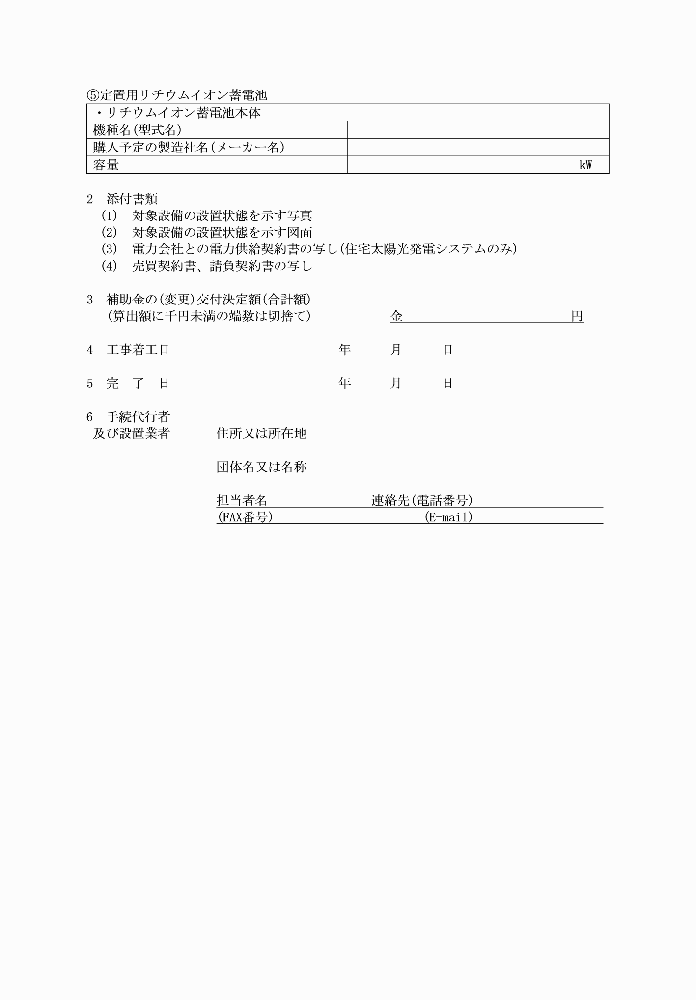 ⑤定置用リチウムイオン蓄電池
・リチウムイオン蓄電池本体
機種名(型式名)
購入予定の製造社名(メーカー名)
容量 kW
2 添付書類
(1) 対象設備の設置状態を示す写真
(2) 対象設備の設置状態を示す図面
(3) 電力会社との電力供給契約書の写し(住宅太陽光発電システムのみ)
(4) 売買契約書、請負契約書の写し
3 補助金の(変更)交付決定額(合計額)
(算出額に千円未満の端数は切捨て) 金 円
4 工事着工日 年 月 日
5 完 了 日 年 月 日
6 手続代行者
及び設置業者 住所又は所在地
団体名又は名称
担当者名 連絡先(電話番号)
(FAX番号) (E-mail)